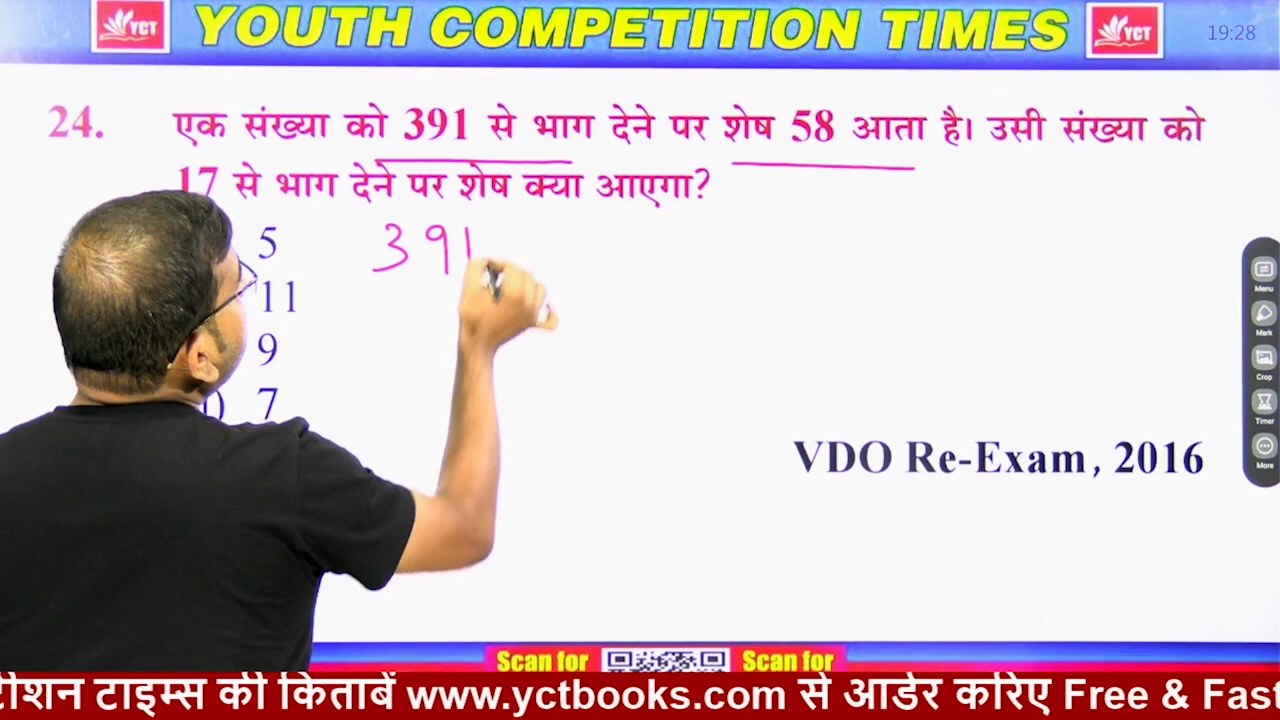 YCT
YOUTH COMPETITION TIMES
YCT
19:28
24. एक संख्या को 391 से भाग देने पर शेष 58 आता है। उसी संख्या को
17 से भाग देने पर शेष क्या आएगा?
5
11
9
7
391
VDO Re-Exam, 2016
Menu
Mark
Crop
Timer
More
Scan for
Scan for
टीशन टाइम्स की किताबें www.yctbooks.com से आर्डर करिए Free & Fast